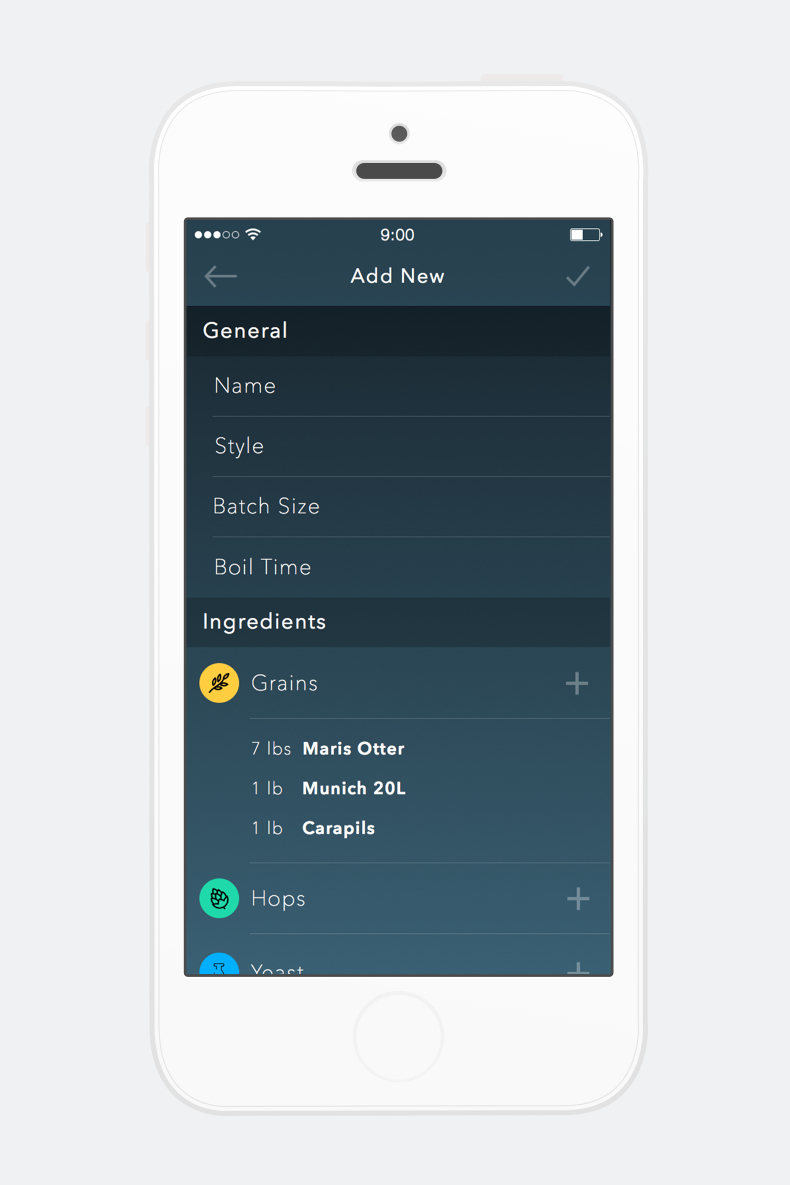 9:00
Add New
General
Name
Style
Batch Size
Boil Time
Ingredients
Grains
7 lbs Maris Otter
1 lb Munich 20L
1 lb Carapils
Hops
Yeast